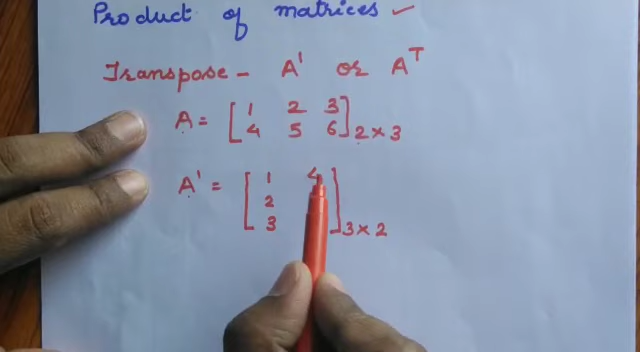 Product of matrices ✓
Transpose - A' or Aᵀ
A = [ 1 2 3
4 5 6 ] 2×3
A' = [ 1 4
2
3 ] 3×2